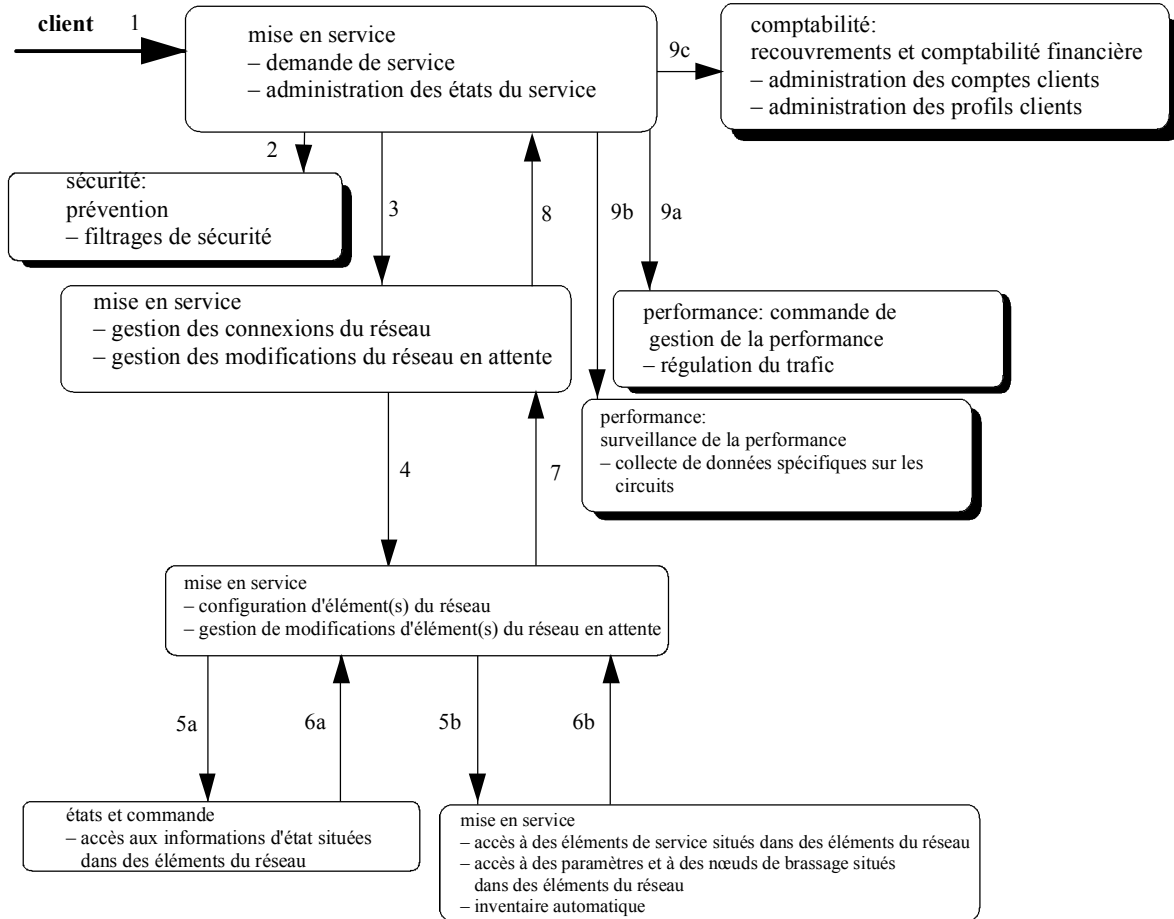 client
1
mise en service
– demande de service
– administration des états du service
9c
comptabilité:
recouvrements et comptabilité financière
– administration des comptes clients
– administration des profils clients
2
sécurité:
prévention
– filtrages de sécurité
3
8
9b
9a
mise en service
– gestion des connexions du réseau
– gestion des modifications du réseau en attente
performance: commande de
gestion de la performance
– régulation du trafic
performance:
surveillance de la performance
– collecte de données spécifiques sur les
circuits
4
7
mise en service
– configuration d'élément(s) du réseau
– gestion de modifications d'élément(s) du réseau en attente
5a
6a
5b
6b
états et commande
– accès aux informations d'état situées
dans des éléments du réseau
mise en service
– accès à des éléments de service situés dans des éléments du réseau
– accès à des paramètres et à des nœuds de brassage situés
dans des éléments du réseau
– inventaire automatique